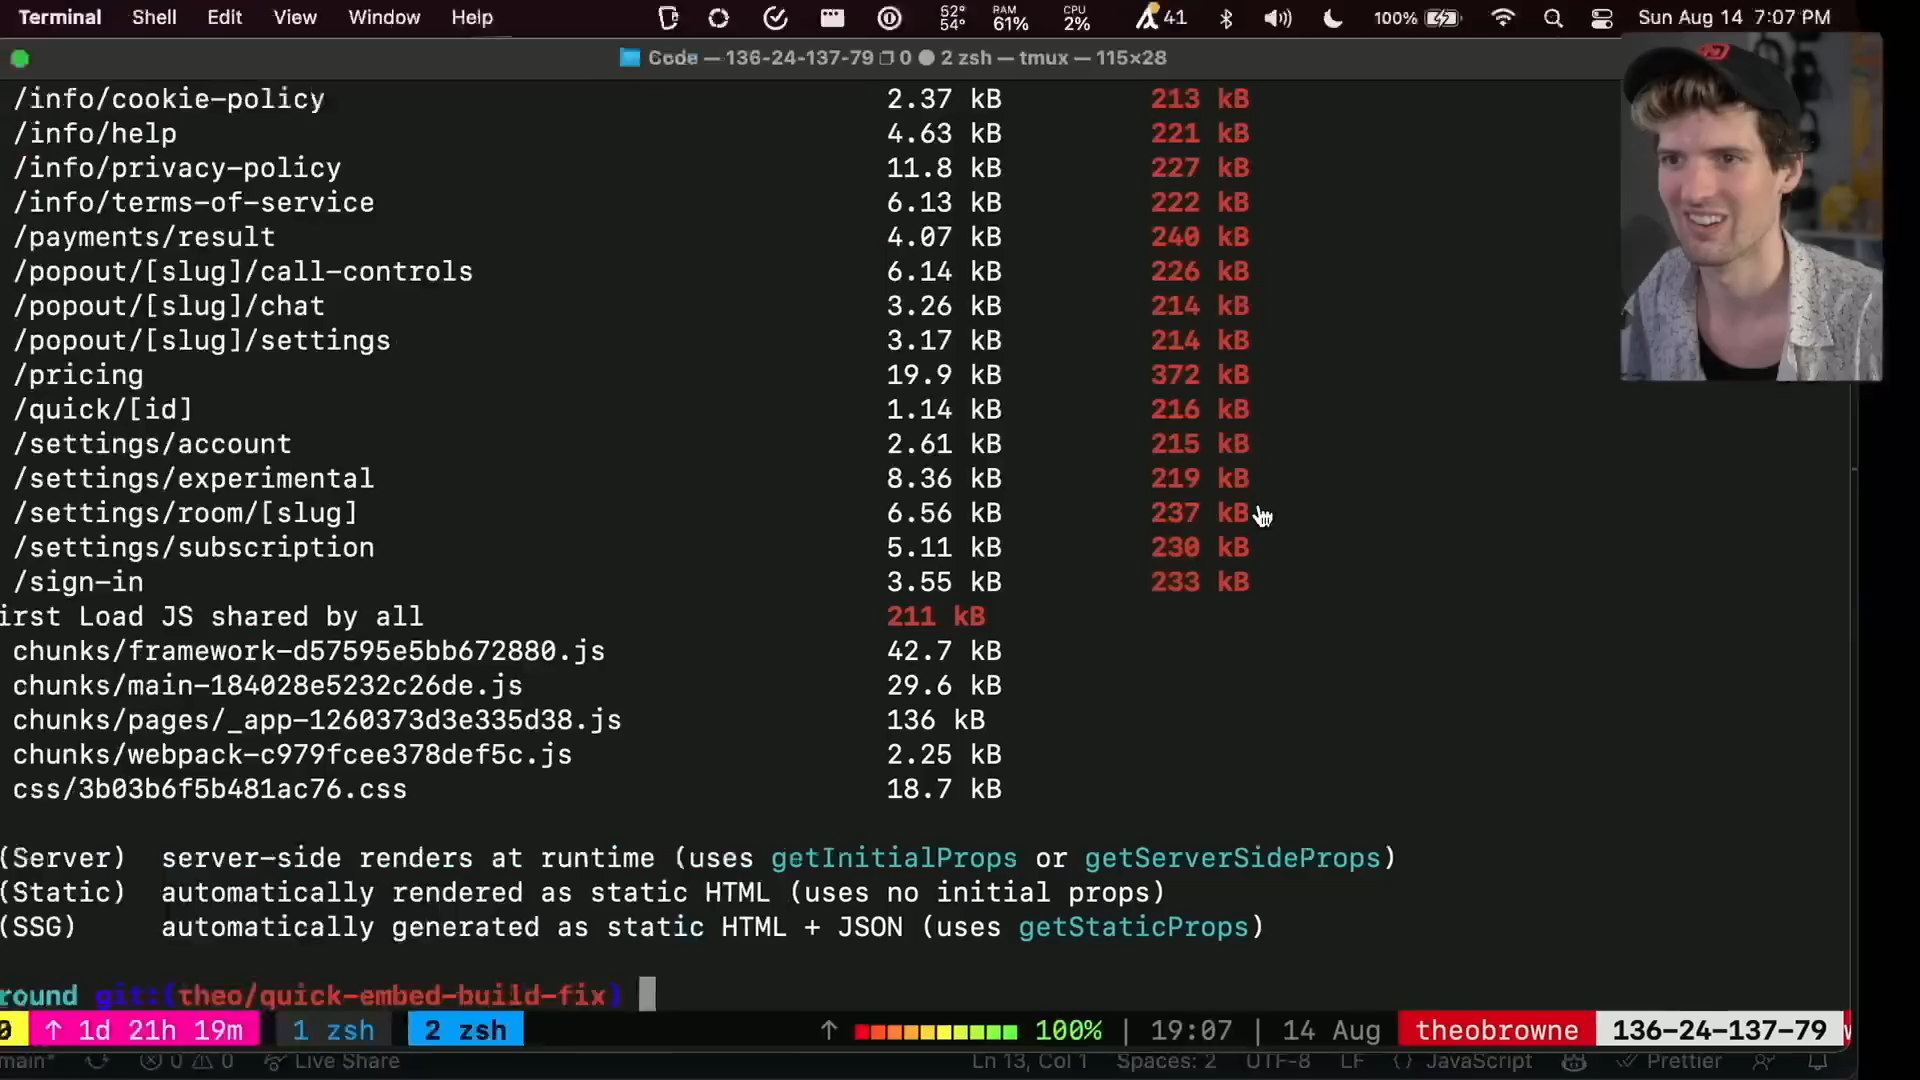 Terminal Shell Edit View Window Help 52° 54° RAM 61% CPU 2% 41 100% Sun Aug 14 7:07 PM
Code — 136-24-137-79 0 2 zsh — tmux — 115×28
/info/cookie-policy 2.37 kB 213 kB
/info/help 4.63 kB 221 kB
/info/privacy-policy 11.8 kB 227 kB
/info/terms-of-service 6.13 kB 222 kB
/payments/result 4.07 kB 240 kB
/popout/[slug]/call-controls 6.14 kB 226 kB
/popout/[slug]/chat 3.26 kB 214 kB
/popout/[slug]/settings 3.17 kB 214 kB
/pricing 19.9 kB 372 kB
/quick/[id] 1.14 kB 216 kB
/settings/account 2.61 kB 215 kB
/settings/experimental 8.36 kB 219 kB
/settings/room/[slug] 6.56 kB 237 kB
/settings/subscription 5.11 kB 230 kB
/sign-in 3.55 kB 233 kB
irst Load JS shared by all 211 kB
chunks/framework-d57595e5bb672880.js 42.7 kB
chunks/main-184028e5232c26de.js 29.6 kB
chunks/pages/_app-1260373d3e335d38.js 136 kB
chunks/webpack-c979fcee378def5c.js 2.25 kB
css/3b03b6f5b481ac76.css 18.7 kB
(Server) server-side renders at runtime (uses getInitialProps or getServerSideProps)
(Static) automatically rendered as static HTML (uses no initial props)
(SSG) automatically generated as static HTML + JSON (uses getStaticProps)
round git:(theo/quick-embed-build-fix)
0 ↑ 1d 21h 19m 1 zsh 2 zsh ↑ 100% | 19:07 | 14 Aug theobrowne 136-24-137-79
main* 0 0 Live Share Ln 13, Col 1 Spaces: 2 UTF-8 LF {} JavaScript Prettier